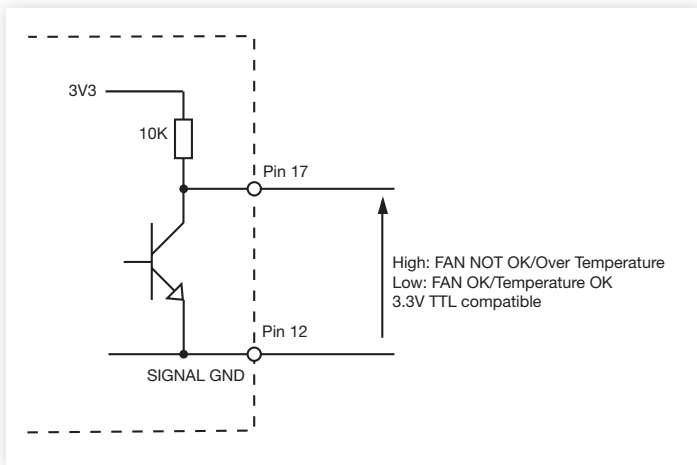 3V3
10K
Pin 17
High: FAN NOT OK/Over Temperature
Low: FAN OK/Temperature OK
3.3V TTL compatible
Pin 12
SIGNAL GND